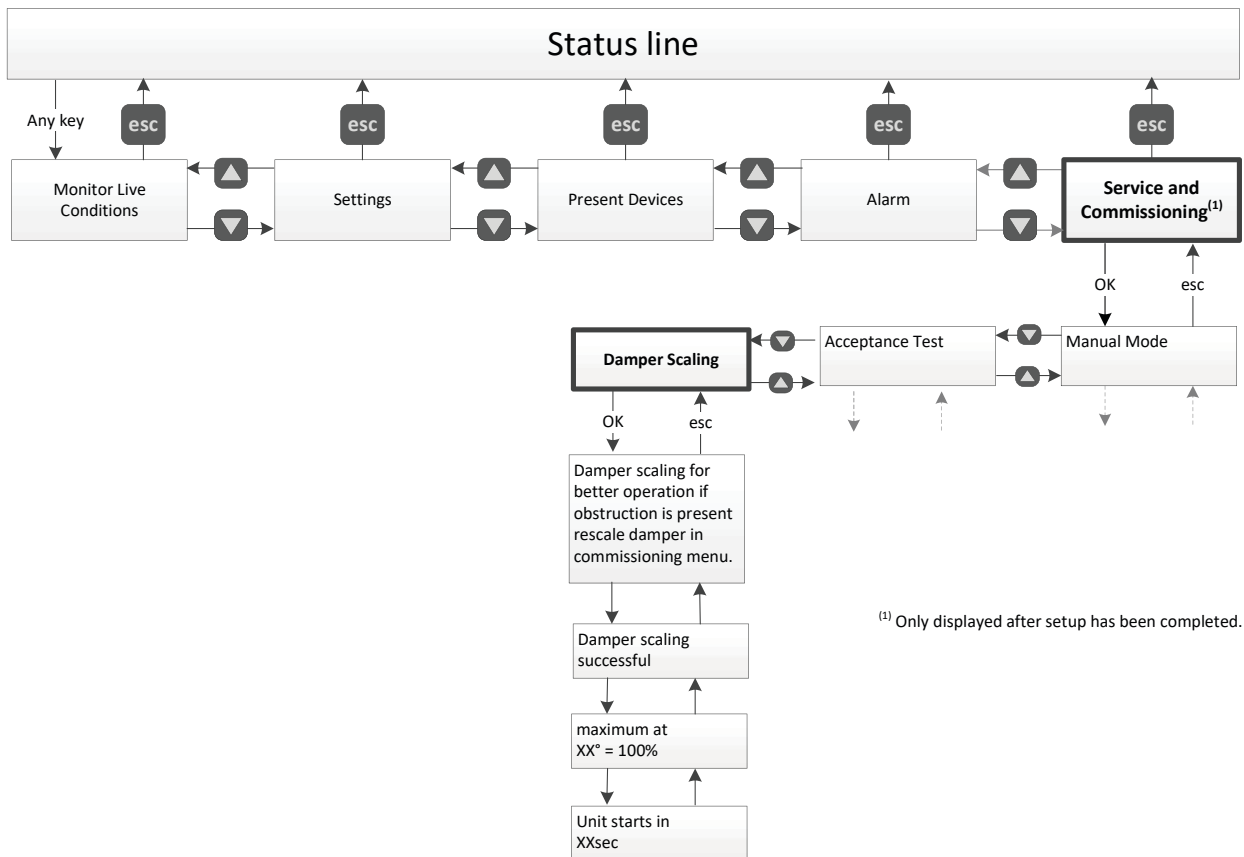 Status line
Any key
esc
esc
esc
esc
esc
Monitor Live
Conditions
Settings
Present Devices
Alarm
Service and
Commissioning(1)
OK
esc
Damper Scaling
Acceptance Test
Manual Mode
OK
esc
Damper scaling for
better operation if
obstruction is present
rescale damper in
commissioning menu.
(1) Only displayed after setup has been completed.
Damper scaling
successful
maximum at
XX° = 100%
Unit starts in
XXsec